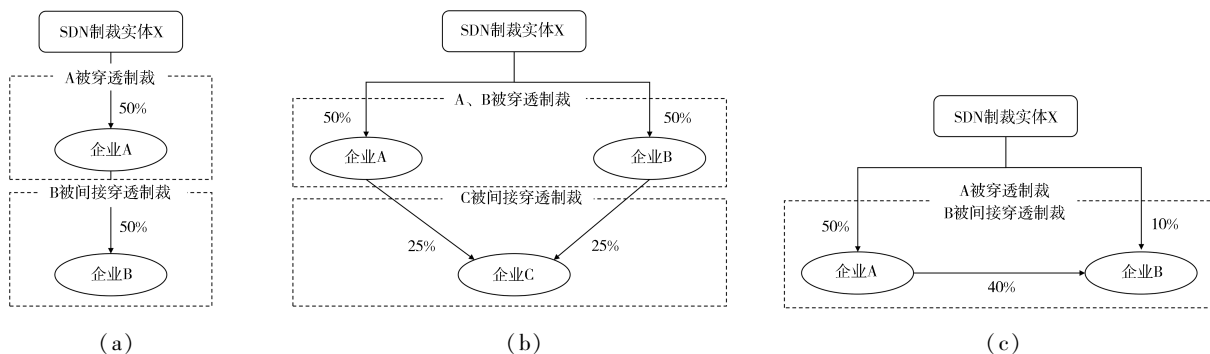 SDN制裁实体X
A被穿透制裁
50%
企业A
B被间接穿透制裁
50%
企业B
(a)
SDN制裁实体X
A、B被穿透制裁
50%
50%
企业A
企业B
C被间接穿透制裁
25%
25%
企业C
(b)
SDN制裁实体X
A被穿透制裁
B被间接穿透制裁
50%
10%
企业A
企业B
40%
(c)